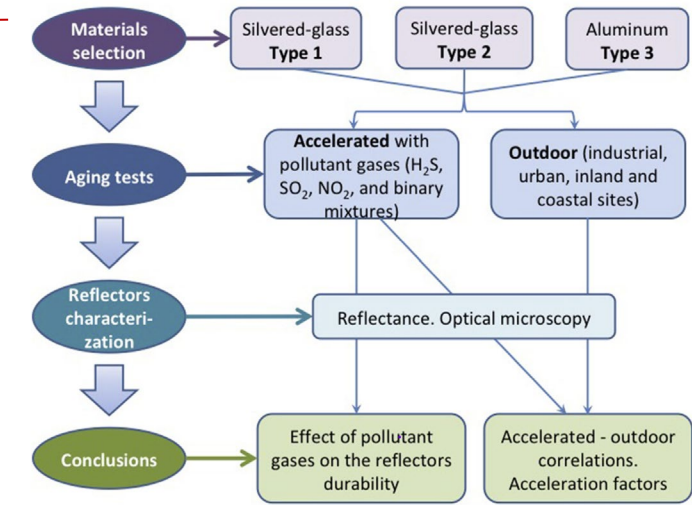 Materials
selection
Silvered-glass
Type 1
Silvered-glass
Type 2
Aluminum
Type 3
Aging tests
Accelerated with
pollutant gases (H₂S,
SO₂, NO₂, and binary
mixtures)
Outdoor (industrial,
urban, inland and
coastal sites)
Reflectors
characteri-
zation
Reflectance. Optical microscopy
Conclusions
Effect of pollutant
gases on the reflectors
durability
Accelerated - outdoor
correlations.
Acceleration factors